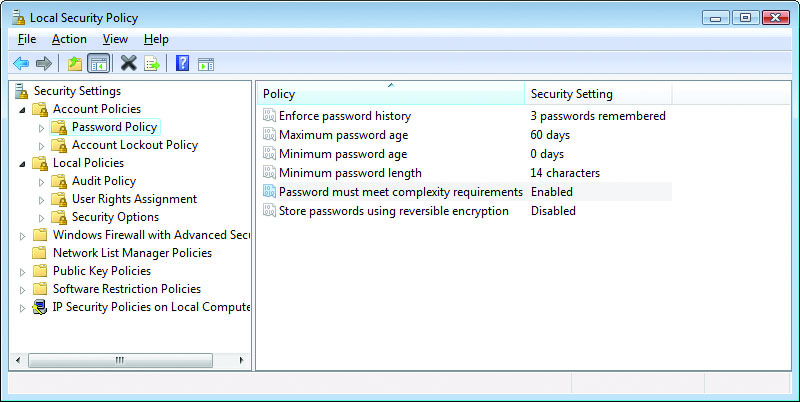 Local Security Policy
File Action View Help
Security Settings
Account Policies
Password Policy
Account Lockout Policy
Local Policies
Audit Policy
User Rights Assignment
Security Options
Windows Firewall with Advanced Secu
Network List Manager Policies
Public Key Policies
Software Restriction Policies
IP Security Policies on Local Compute
Policy Security Setting
Enforce password history 3 passwords remembered
Maximum password age 60 days
Minimum password age 0 days
Minimum password length 14 characters
Password must meet complexity requirements Enabled
Store passwords using reversible encryption Disabled